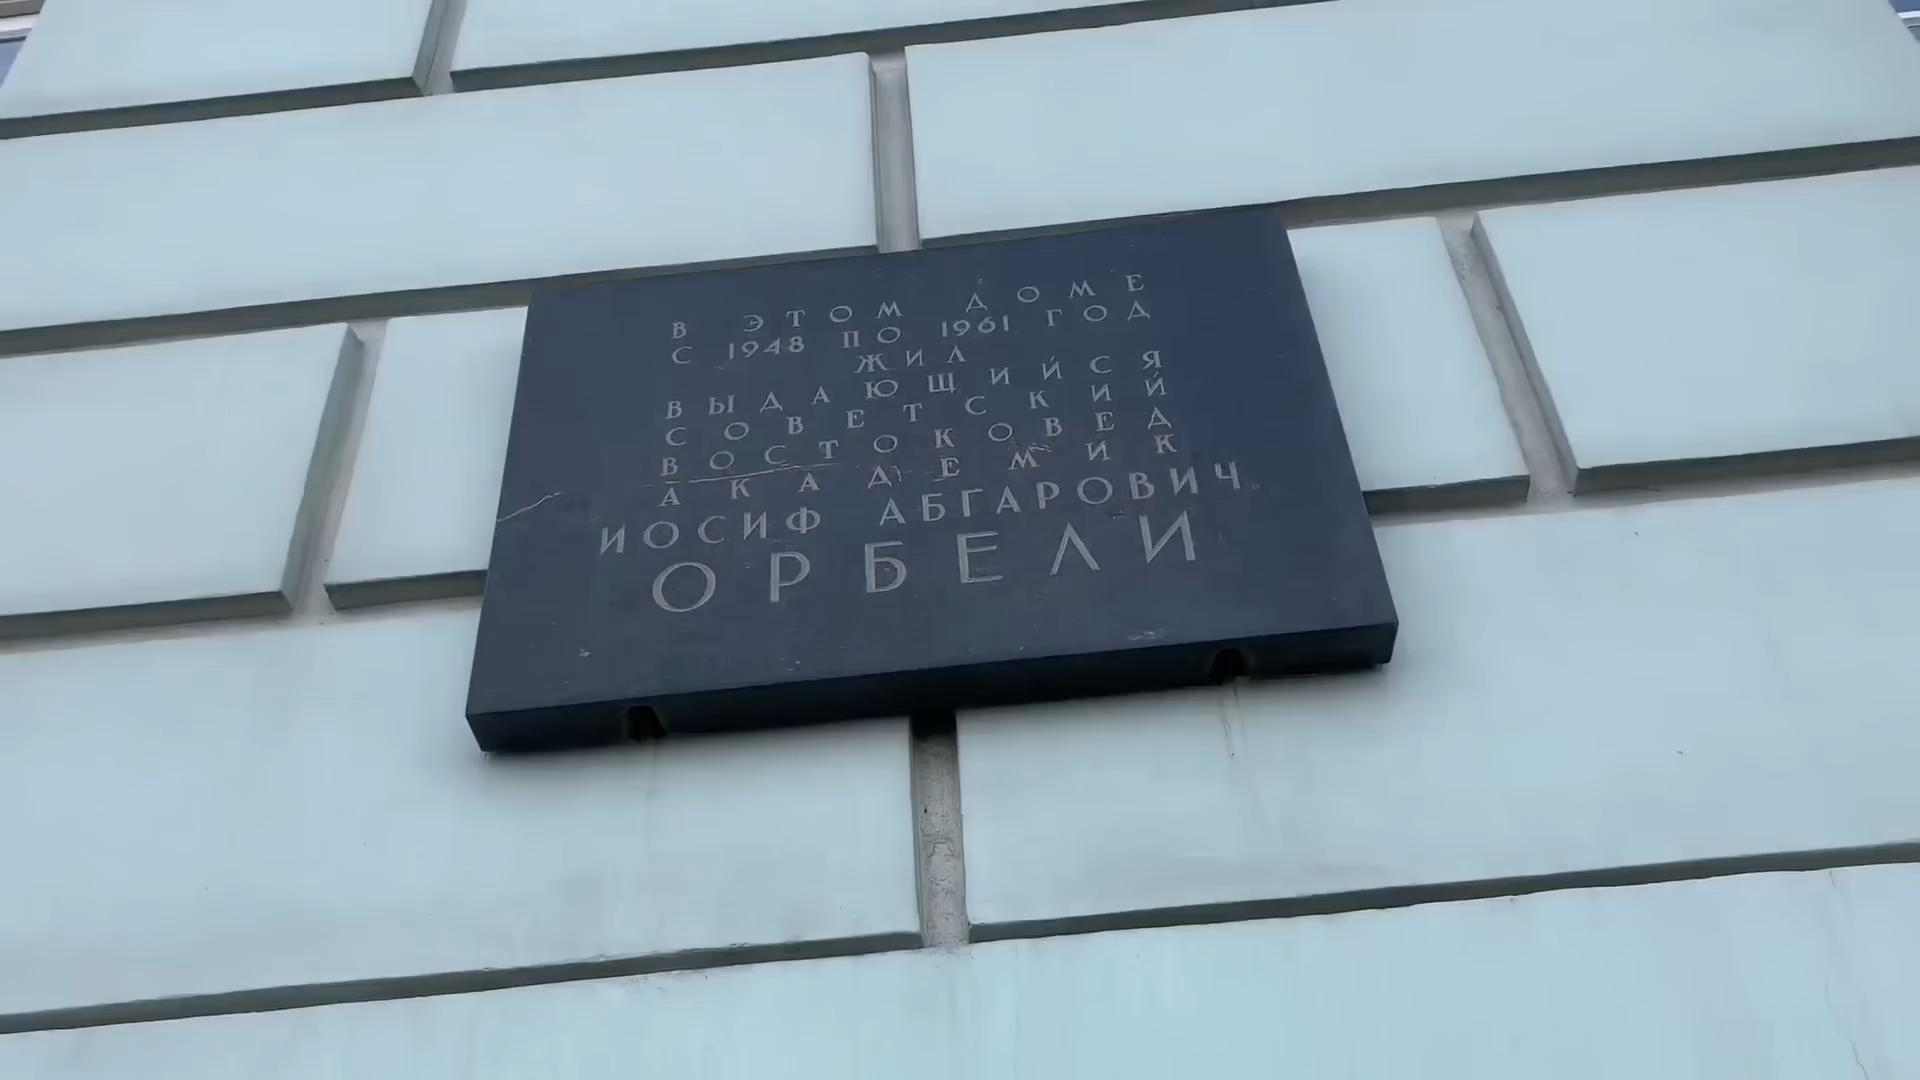 В ЭТОМ ДОМЕ
С 1948 ПО 1961 ГОД
ЖИЛ
ВЫДАЮЩИЙСЯ
СОВЕТСКИЙ
ВОСТОКОВЕД
АКАДЕМИК
ИОСИФ АБГАРОВИЧ
ОРБЕЛИ